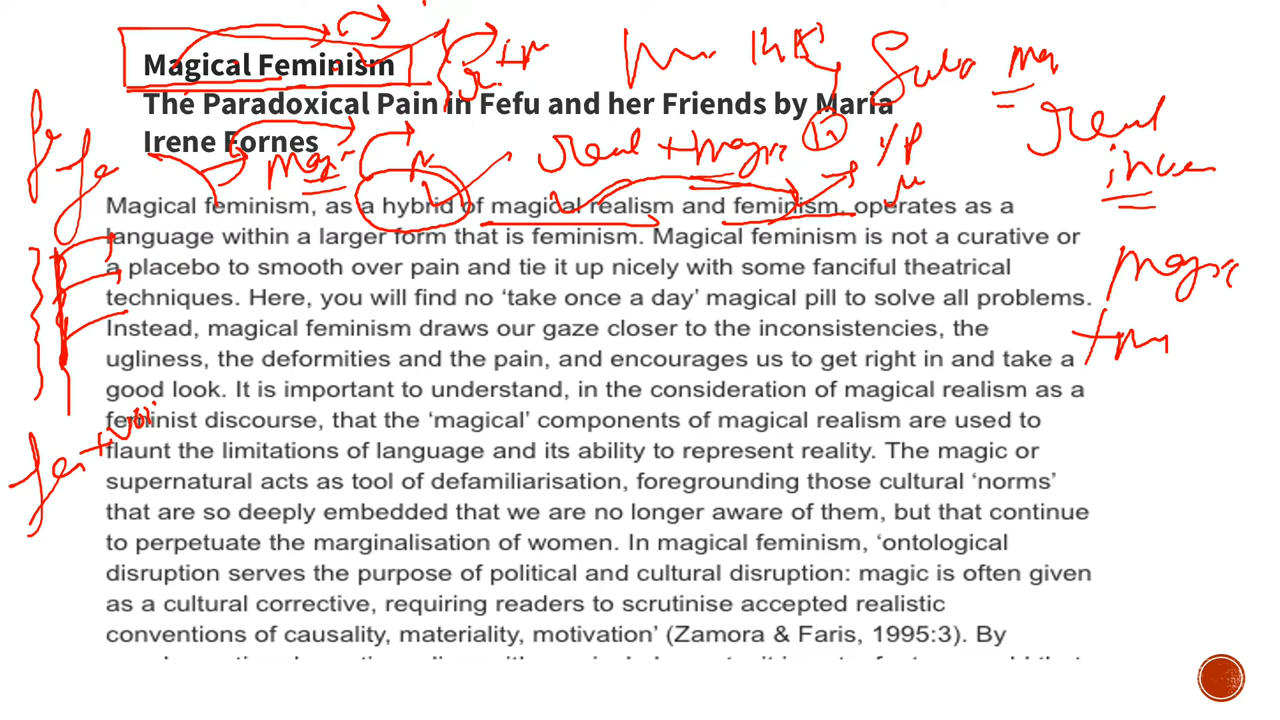 Magical Feminism
The Paradoxical Pain in Fefu and her Friends by Maria
Irene Fornes
Real + magic
Real
magic
Magical feminism, as a hybrid of magical realism and feminism, operates as a
language within a larger form that is feminism. Magical feminism is not a curative or
a placebo to smooth over pain and tie it up nicely with some fanciful theatrical
techniques. Here, you will find no ‘take once a day’ magical pill to solve all problems.
Instead, magical feminism draws our gaze closer to the inconsistencies, the
ugliness, the deformities and the pain, and encourages us to get right in and take a
good look. It is important to understand, in the consideration of magical realism as a
feminist discourse, that the ‘magical’ components of magical realism are used to
flaunt the limitations of language and its ability to represent reality. The magic or
supernatural acts as tool of defamiliarisation, foregrounding those cultural ‘norms’
that are so deeply embedded that we are no longer aware of them, but that continue
to perpetuate the marginalisation of women. In magical feminism, ‘ontological
disruption serves the purpose of political and cultural disruption: magic is often given
as a cultural corrective, requiring readers to scrutinise accepted realistic
conventions of causality, materiality, motivation’ (Zamora & Faris, 1995:3). By